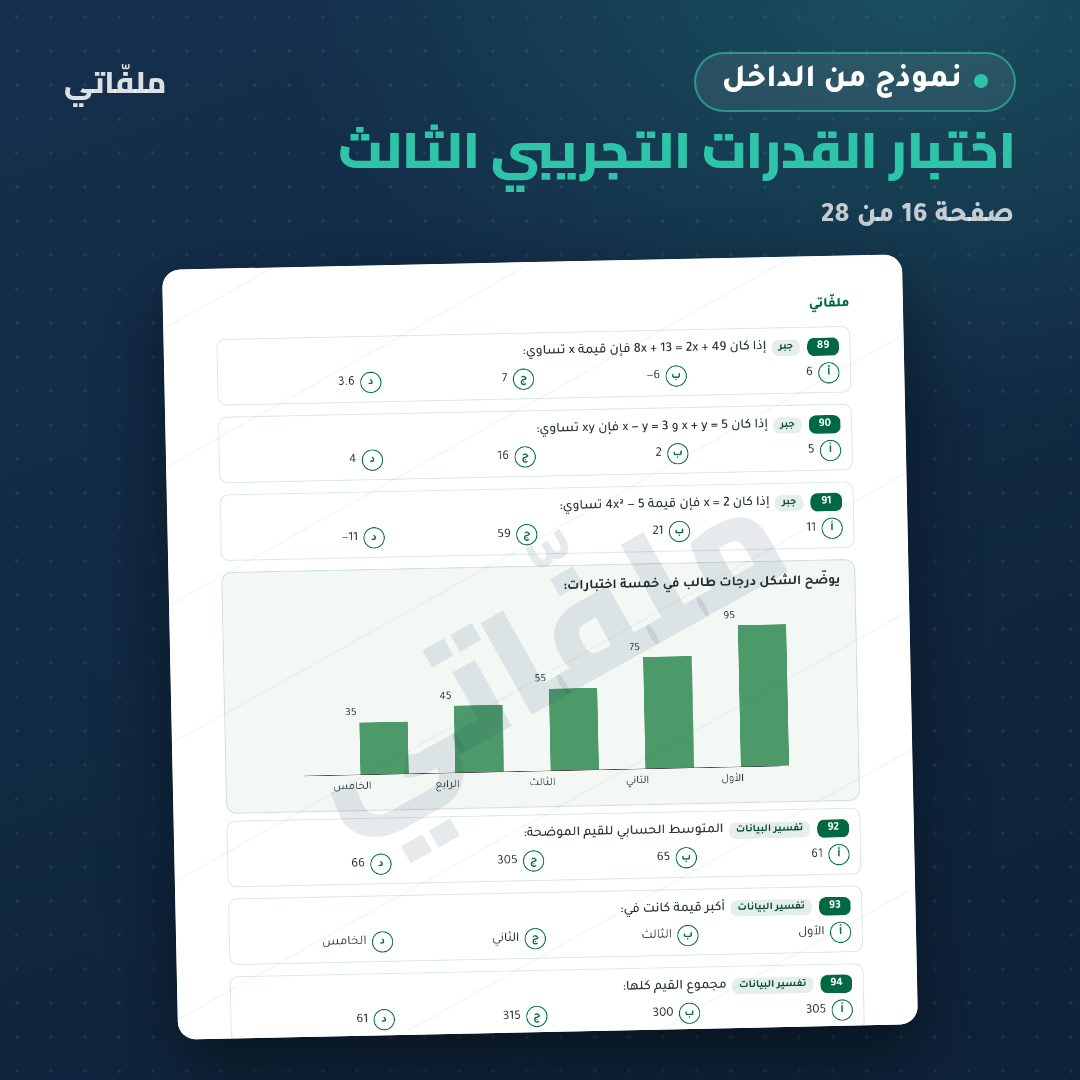 نموذج من الداخل
ملفّاتي
اختبار القدرات التجريبي الثالث
صفحة 16 من 28
ملفّاتي
89 جبر إذا كان 8x + 13 = 2x + 49 فإن قيمة x تساوي:
أ 6 ب −6 ج 7 د 3.6
90 جبر إذا كان x + y = 5 و x − y = 3 فإن xy تساوي:
أ 5 ب 2 ج 16 د 4
91 جبر إذا كان x = 2 فإن قيمة 4x² − 5 تساوي:
أ 11 ب 21 ج 59 د −11
يوضّح الشكل درجات طالب في خمسة اختبارات:
95 75 55 45 35
الأول الثاني الثالث الرابع الخامس
ملفّاتي
92 تفسير البيانات المتوسط الحسابي للقيم الموضحة:
أ 61 ب 65 ج 305 د 66
93 تفسير البيانات أكبر قيمة كانت في:
أ الأول ب الثالث ج الثاني د الخامس
94 تفسير البيانات مجموع القيم كلها:
أ 305 ب 300 ج 315 د 61